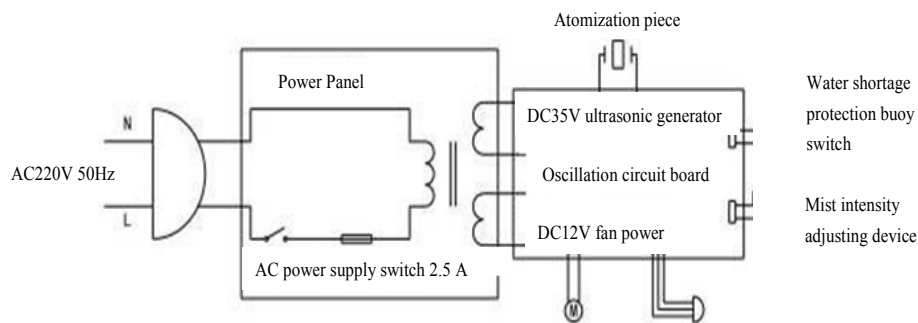 Atomization piece
Power Panel
Water shortage
protection buoy
switch
N
DC35V ultrasonic generator
AC220V 50Hz
Oscillation circuit board
L
Mist intensity
adjusting device
DC12V fan power
AC power supply switch 2.5 A
M